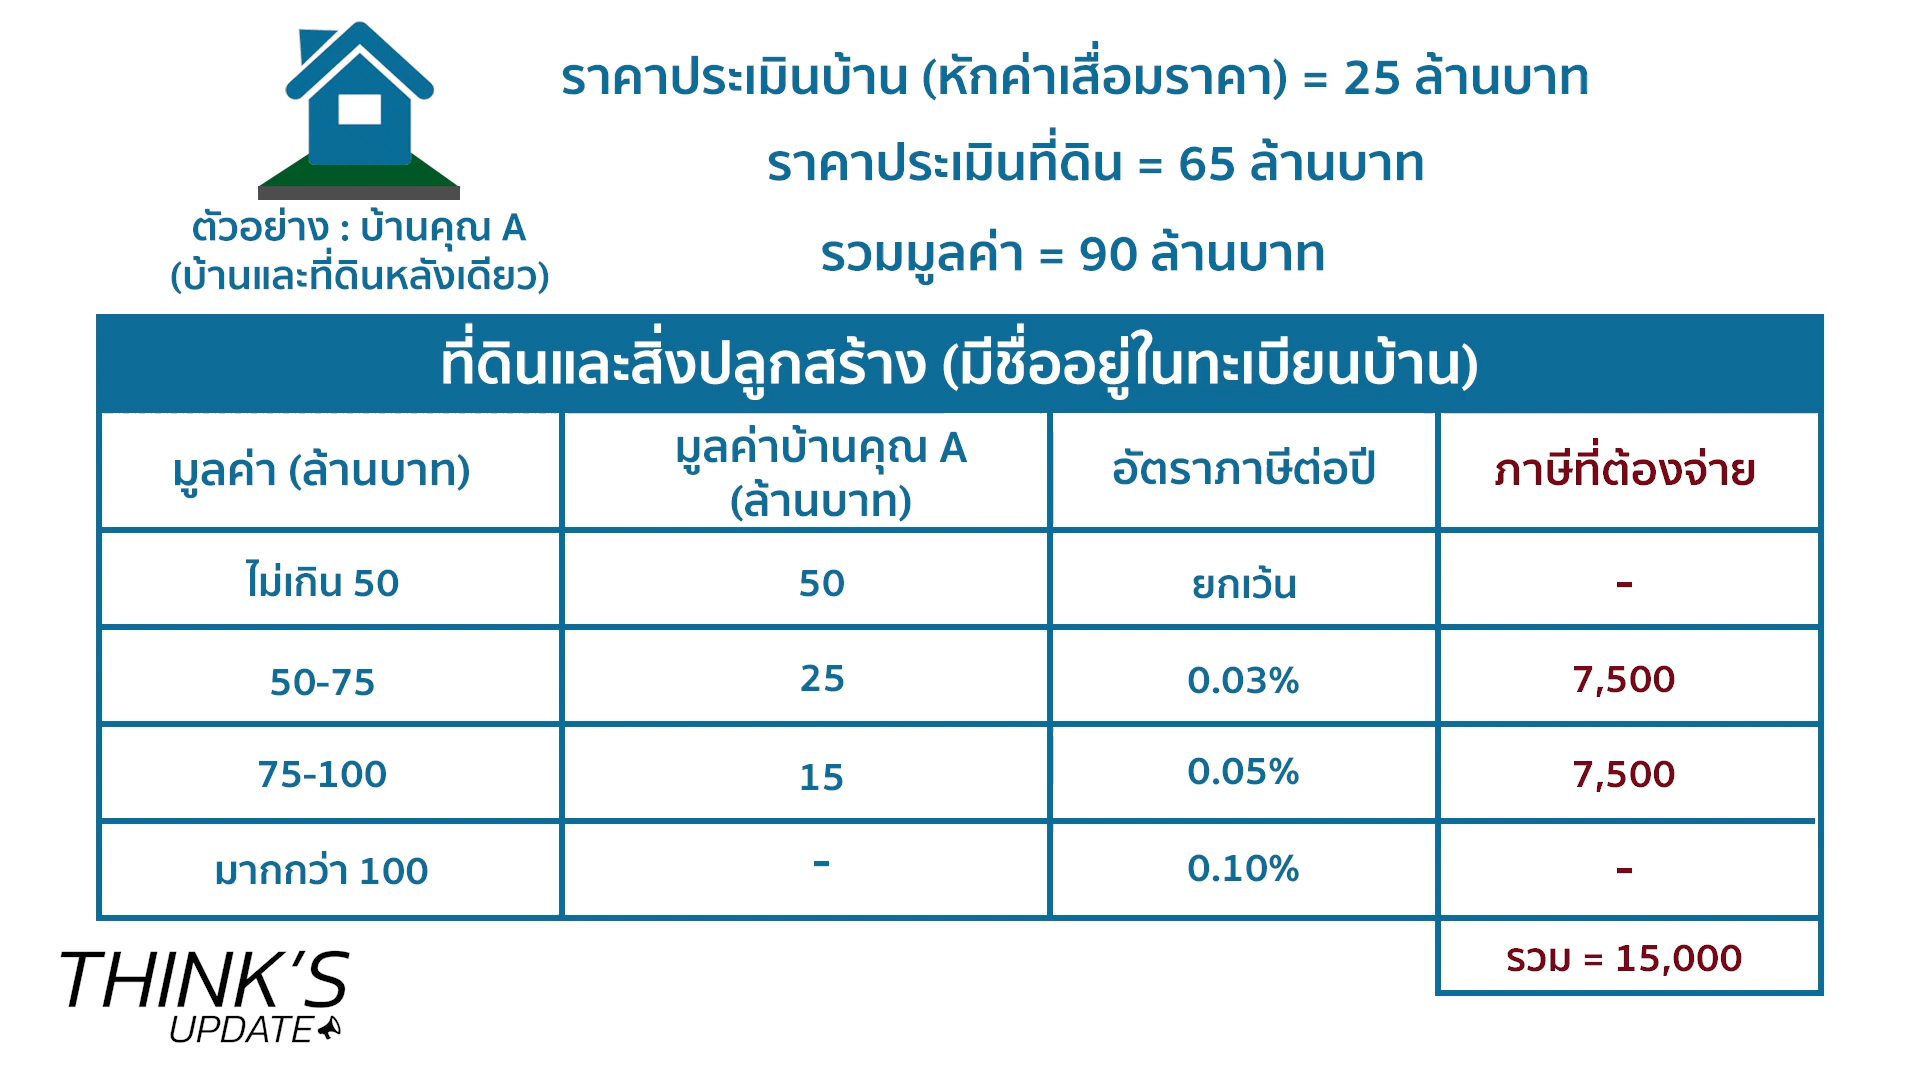 ราคาประเมินบ้าน (หักค่าเสื่อมราคา) = 25 ล้านบาท
ราคาประเมินที่ดิน = 65 ล้านบาท
รวมมูลค่า = 90 ล้านบาท
ตัวอย่าง : บ้านคุณ A
(บ้านและที่ดินหลังเดียว)
ที่ดินและสิ่งปลูกสร้าง (มีชื่ออยู่ในทะเบียนบ้าน)
มูลค่า (ล้านบาท) มูลค่าบ้านคุณ A อัตราภาษีต่อปี ภาษีที่ต้องจ่าย
(ล้านบาท)
ไม่เกิน 50 50 ยกเว้น -
50-75 25 0.03% 7,500
75-100 15 0.05% 7,500
มากกว่า 100 - 0.10% -
รวม = 15,000
THINK'S
UPDATE